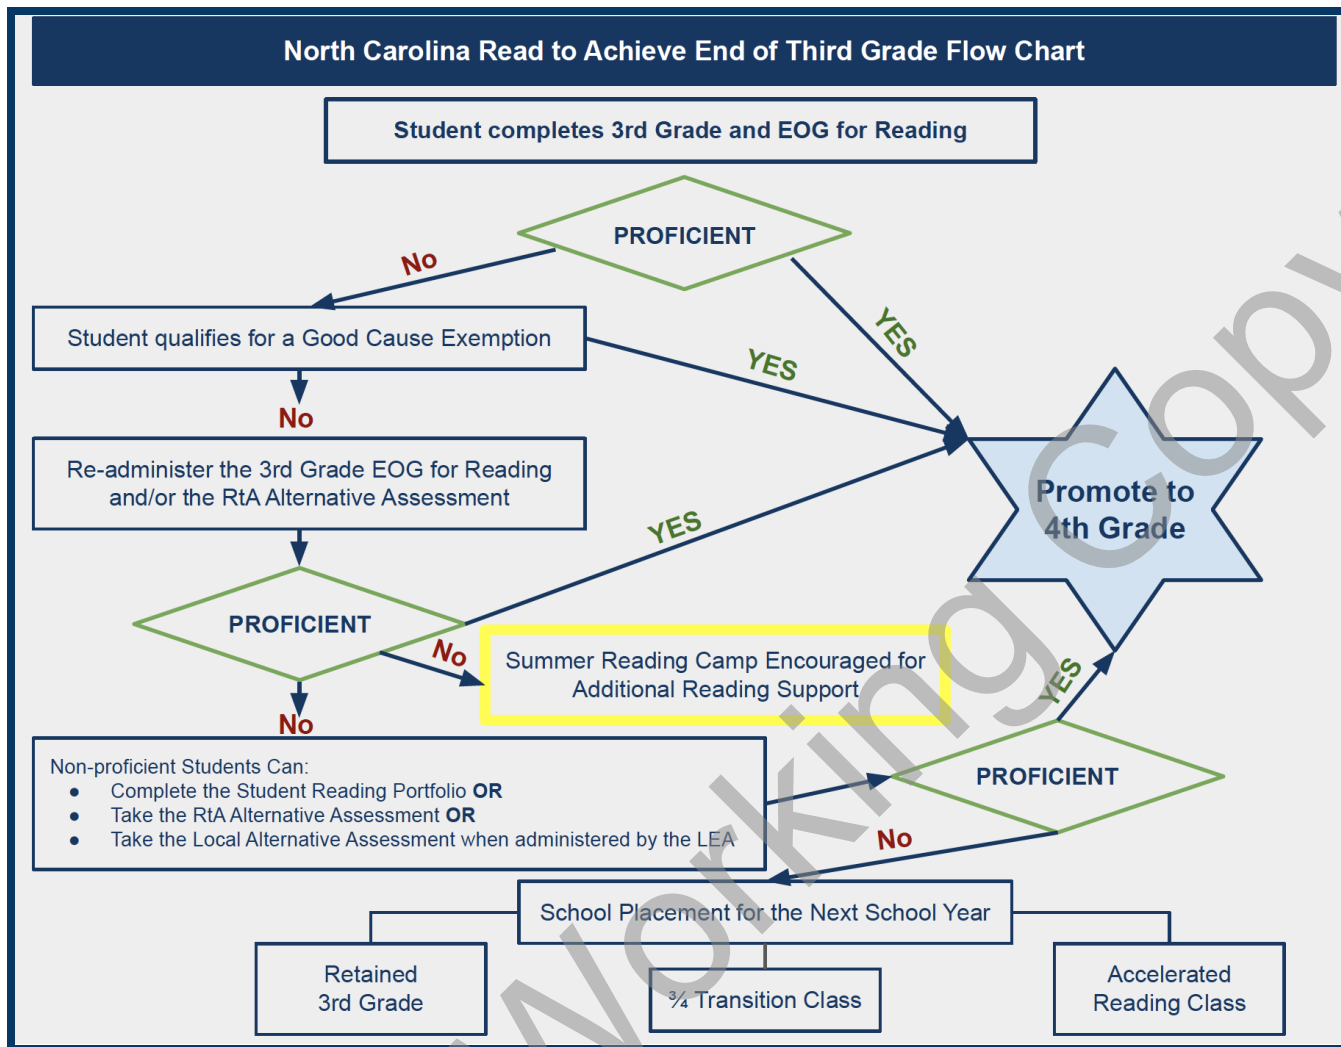 North Carolina Read to Achieve End of Third Grade Flow Chart
Student completes 3rd Grade and EOG for Reading
PROFICIENT
No
YES
Student qualifies for a Good Cause Exemption
YES
No
Re-administer the 3rd Grade EOG for Reading
and/or the RtA Alternative Assessment
YES
Promote to
4th Grade
PROFICIENT
No
Summer Reading Camp Encouraged for
Additional Reading Support
No
YES
Non-proficient Students Can:
● Complete the Student Reading Portfolio OR
● Take the RtA Alternative Assessment OR
● Take the Local Alternative Assessment when administered by the LEA
PROFICIENT
No
School Placement for the Next School Year
Retained
3rd Grade
¾ Transition Class
Accelerated
Reading Class
Working Copy